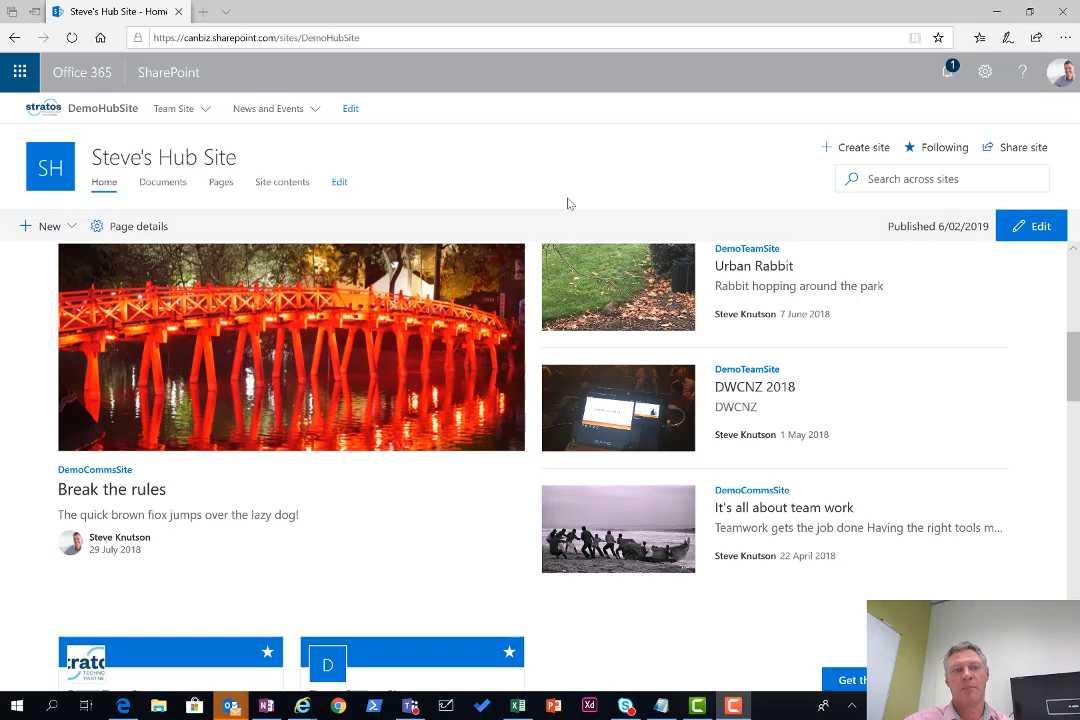 Steve's Hub Site - Home
https://canbiz.sharepoint.com/sites/DemoHubSite
Office 365 SharePoint 1 ?
stratos DemoHubSite Team Site News and Events Edit
SH Steve's Hub Site
Create site Following Share site
Home Documents Pages Site contents Edit
Search across sites
New Page details Published 6/02/2019 Edit
DemoTeamSite
Urban Rabbit
Rabbit hopping around the park
Steve Knutson 7 June 2018
DemoTeamSite
DWCNZ 2018
DWCNZ
Steve Knutson 1 May 2018
DemoCommsSite
Break the rules
The quick brown fiox jumps over the lazy dog!
Steve Knutson
29 July 2018
DemoCommsSite
It's all about team work
Teamwork gets the job done Having the right tools m...
Steve Knutson 22 April 2018
D
Get th
Xd